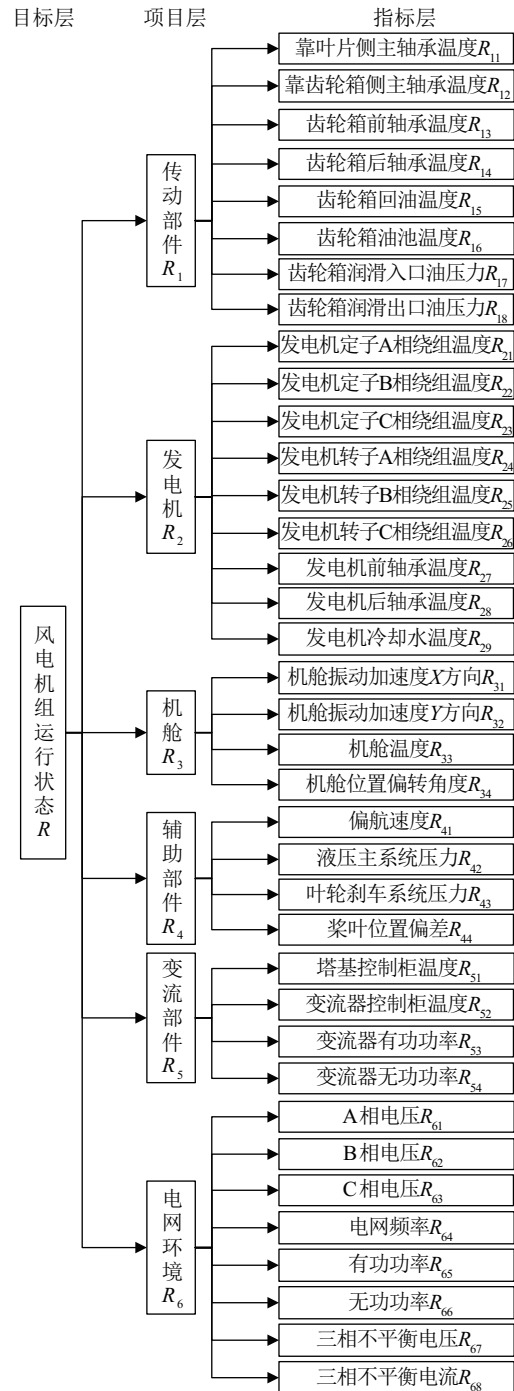 目标层 项目层 指标层
靠叶片侧主轴承温度R11
靠齿轮箱侧主轴承温度R12
齿轮箱前轴承温度R13
齿轮箱后轴承温度R14
齿轮箱回油温度R15
齿轮箱油池温度R16
齿轮箱润滑入口油压力R17
齿轮箱润滑出口油压力R18
传动部件R1
发电机定子A相绕组温度R21
发电机定子B相绕组温度R22
发电机定子C相绕组温度R23
发电机转子A相绕组温度R24
发电机转子B相绕组温度R25
发电机转子C相绕组温度R26
发电机前轴承温度R27
发电机后轴承温度R28
发电机冷却水温度R29
发电机R2
风电机组运行状态R
机舱振动加速度X方向R31
机舱振动加速度Y方向R32
机舱温度R33
机舱位置偏转角度R34
机舱R3
偏航速度R41
液压主系统压力R42
叶轮刹车系统压力R43
桨叶位置偏差R44
辅助部件R4
塔基控制柜温度R51
变流器控制柜温度R52
变流器有功功率R53
变流器无功功率R54
变流部件R5
A相电压R61
B相电压R62
C相电压R63
电网频率R64
有功功率R65
无功功率R66
三相不平衡电压R67
三相不平衡电流R68
电网环境R6